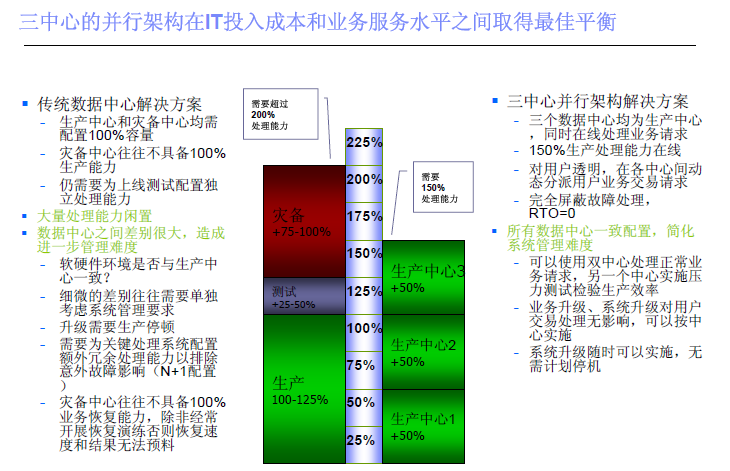 三中心的并行架构在IT投入成本和业务服务水平之间取得最佳平衡
传统数据中心解决方案
- 生产中心和灾备中心均需
配置100%容量
- 灾备中心往往不具备100%
生产能力
- 仍需要为上线测试配置独
立处理能力
大量处理能力闲置
数据中心之间差别很大，造成
进一步管理难度
- 软硬件环境是否与生产中
心一致?
- 细微的差别往往需要单独
考虑系统管理要求
- 升级需要生产停顿
- 需要为关键处理系统配置
额外冗余处理能力以排除
意外故障影响（N+1配置
）
- 灾备中心往往不具备100%
业务恢复能力，除非经常
开展恢复演练否则恢复速
度和结果无法预料
需要超过
200%
处理能力
灾备
+75-100%
测试
+25-50%
生产
100-125%
225%
200%
175%
150%
125%
100%
75%
50%
25%
需要
150%
处理能力
生产中心3
+50%
生产中心2
+50%
生产中心1
+50%
三中心并行架构解决方案
- 三个数据中心均为生产中心
，同时在线处理业务请求
- 150%生产处理能力在线
- 对用户透明，在各中心间动
态分派用户业务交易请求
- 完全屏蔽故障处理，
RTO=0
所有数据中心一致配置，简化
系统管理难度
- 可以使用双中心处理正常业
务请求，另一个中心实施压
力测试检验生产效率
- 业务升级、系统升级对用户
交易处理无影响，可以按中
心实施
- 系统升级随时可以实施，无
需计划停机